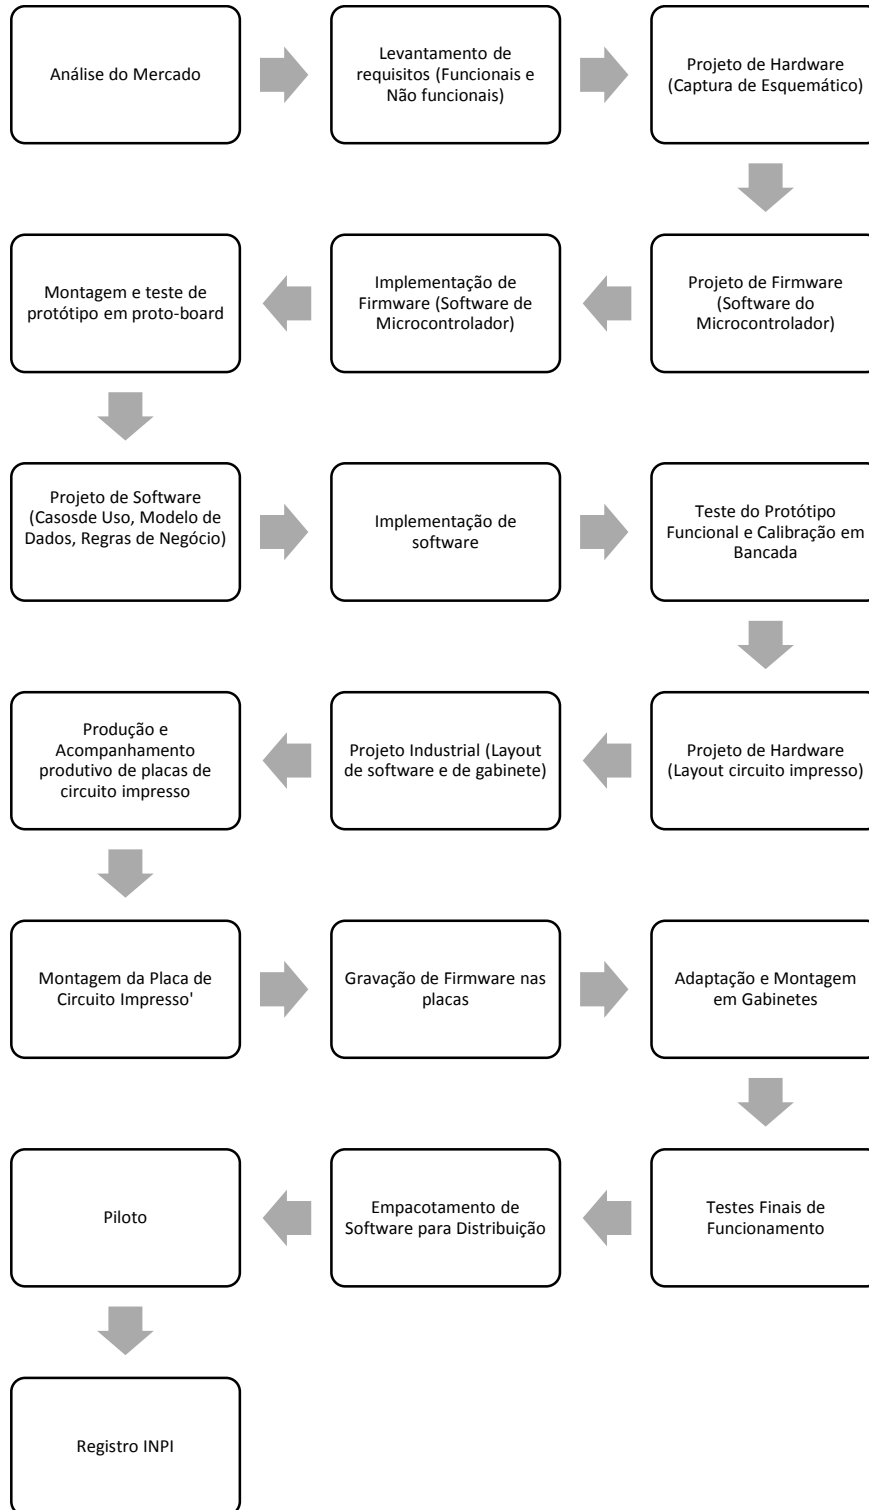 Análise do Mercado
Levantamento de
requisitos (Funcionais e
Não funcionais)
Projeto de Hardware
(Captura de Esquemático)
Projeto de Firmware
(Software do
Microcontrolador)
Implementação de
Firmware (Software de
Microcontrolador)
Montagem e teste de
protótipo em proto-board
Projeto de Software
(Casosde Uso, Modelo de
Dados, Regras de Negócio)
Implementação de
software
Teste do Protótipo
Funcional e Calibração em
Bancada
Projeto de Hardware
(Layout circuito impresso)
Projeto Industrial (Layout
de software e de gabinete)
Produção e
Acompanhamento
produtivo de placas de
circuito impresso
Montagem da Placa de
Circuito Impresso'
Gravação de Firmware nas
placas
Adaptação e Montagem
em Gabinetes
Testes Finais de
Funcionamento
Empacotamento de
Software para Distribuição
Piloto
Registro INPI